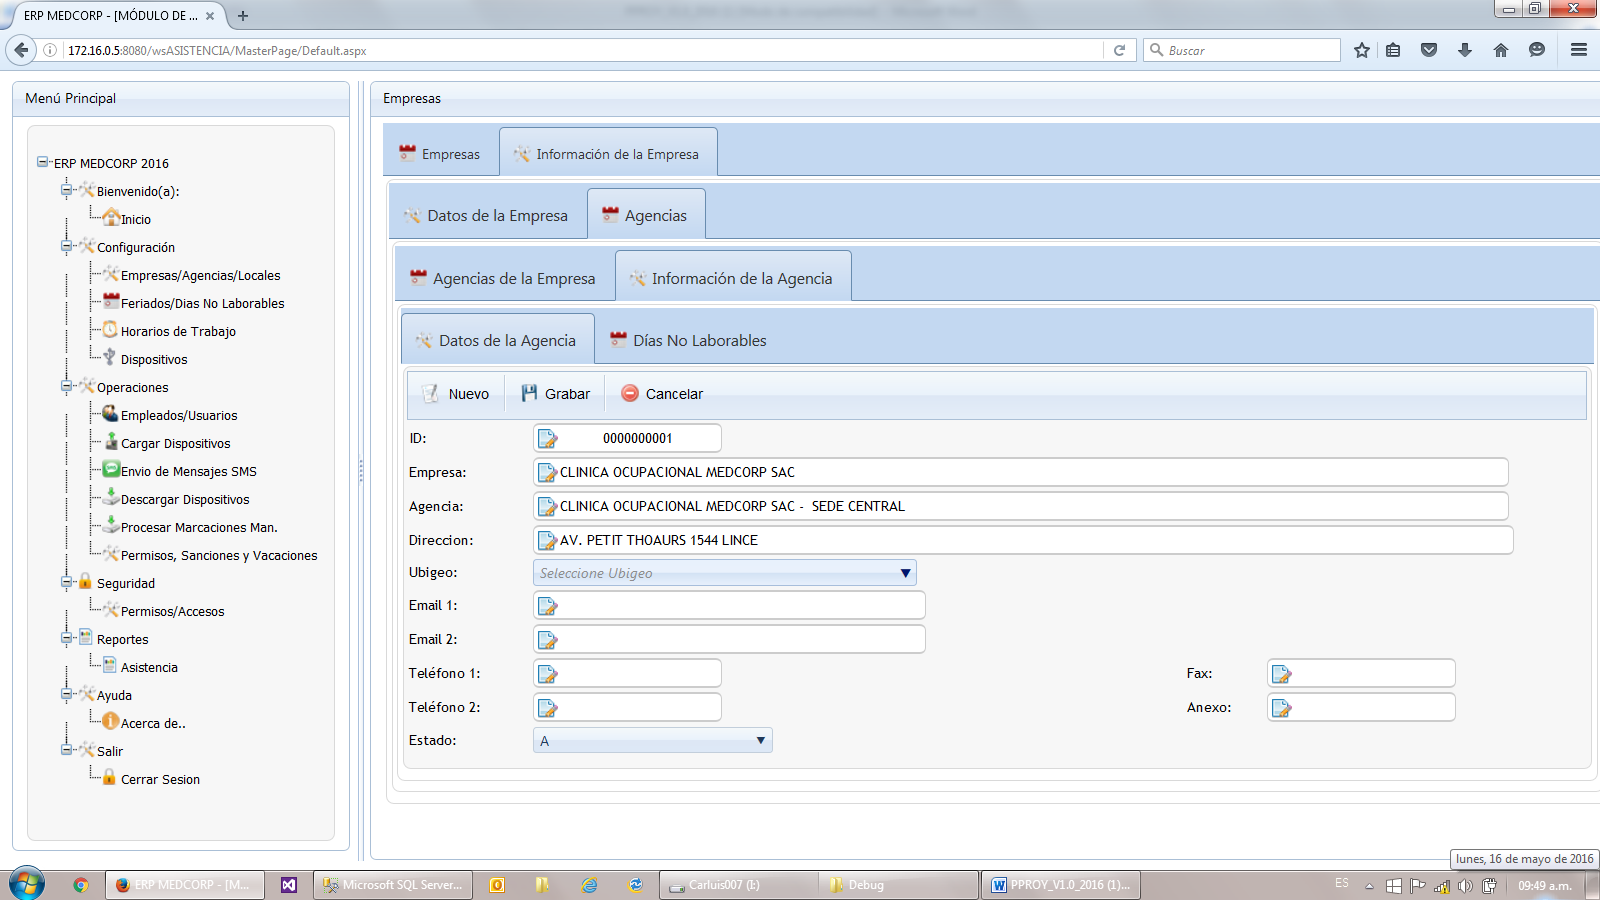 ERP MEDCORP - [MÓDULO DE ...
172.16.0.5:8080/wsASISTENCIA/MasterPage/Default.aspx
Buscar
Menú Principal
ERP MEDCORP 2016
Bienvenido(a):
Inicio
Configuración
Empresas/Agencias/Locales
Feriados/Dias No Laborables
Horarios de Trabajo
Dispositivos
Operaciones
Empleados/Usuarios
Cargar Dispositivos
Envio de Mensajes SMS
Descargar Dispositivos
Procesar Marcaciones Man.
Permisos, Sanciones y Vacaciones
Seguridad
Permisos/Accesos
Reportes
Asistencia
Ayuda
Acerca de..
Salir
Cerrar Sesion
Empresas
Empresas Información de la Empresa
Datos de la Empresa Agencias
Agencias de la Empresa Información de la Agencia
Datos de la Agencia Días No Laborables
Nuevo Grabar Cancelar
ID: 0000000001
Empresa: CLINICA OCUPACIONAL MEDCORP SAC
Agencia: CLINICA OCUPACIONAL MEDCORP SAC - SEDE CENTRAL
Direccion: AV. PETIT THOAURS 1544 LINCE
Ubigeo: Seleccione Ubigeo
Email 1:
Email 2:
Teléfono 1: Fax:
Teléfono 2: Anexo:
Estado: A
lunes, 16 de mayo de 2016
ERP MEDCORP - [M... Microsoft SQL Server... Carluis007 (I:) Debug PPROY_V1.0_2016 (1)... ES 09:49 a.m.